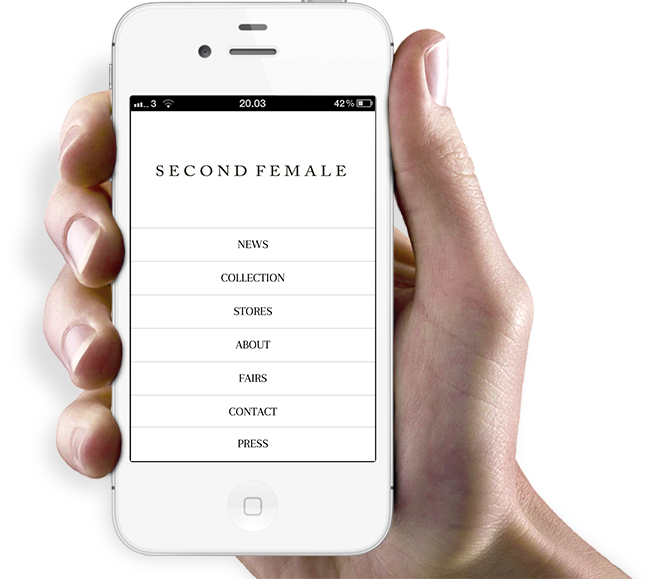 3 20.03 42%
SECOND FEMALE
NEWS
COLLECTION
STORES
ABOUT
FAIRS
CONTACT
PRESS